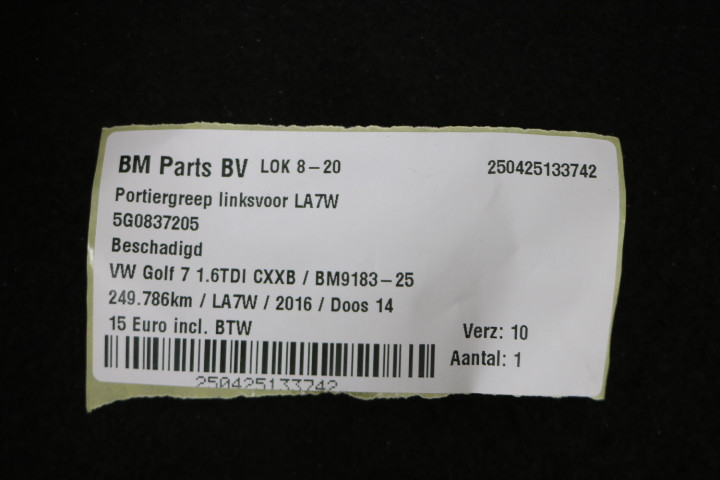 BM Parts BV LOK 8-20 250425133742
Portiergreep linksvoor LA7W
5G0837205
Beschadigd
VW Golf 7 1.6TDI CXXB / BM9183-25
249.786km / LA7W / 2016 / Doos 14
15 Euro incl. BTW Verz: 10
Aantal: 1
250425133742